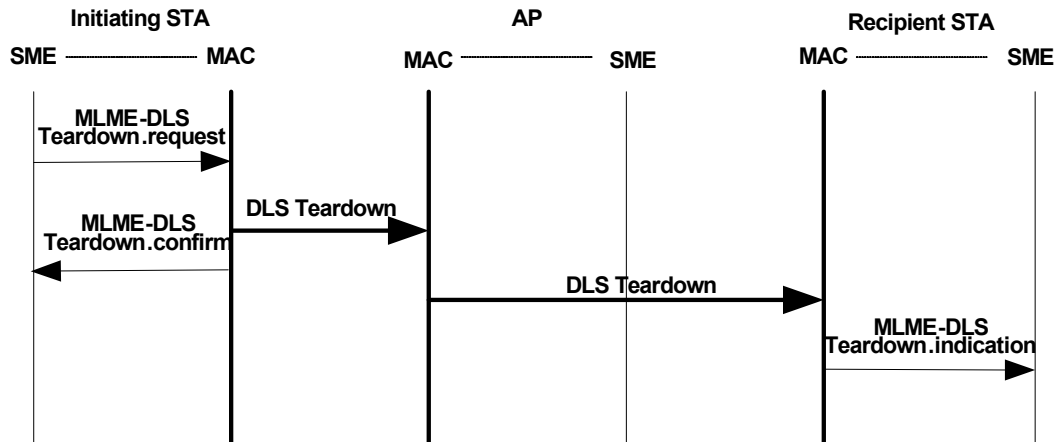 Initiating STA
AP
Recipient STA
SME
MAC
MAC
SME
MAC
SME
MLME-DLS
Teardown.request
DLS Teardown
MLME-DLS
Teardown.confirm
DLS Teardown
MLME-DLS
Teardown.indication